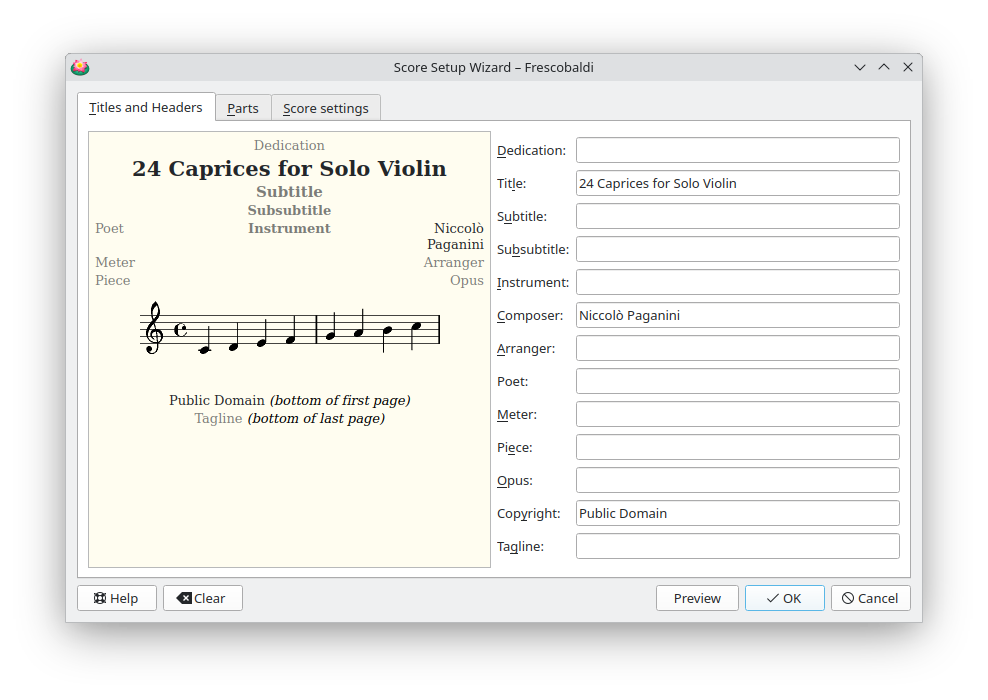 Score Setup Wizard – Frescobaldi
Titles and Headers Parts Score settings
Dedication
24 Caprices for Solo Violin
Subtitle
Subsubtitle
Poet Instrument Niccolò
Paganini
Meter Arranger
Piece Opus
Public Domain (bottom of first page)
Tagline (bottom of last page)
Dedication:
Title: 24 Caprices for Solo Violin
Subtitle:
Subsubtitle:
Instrument:
Composer: Niccolò Paganini
Arranger:
Poet:
Meter:
Piece:
Opus:
Copyright: Public Domain
Tagline:
Help Clear Preview OK Cancel